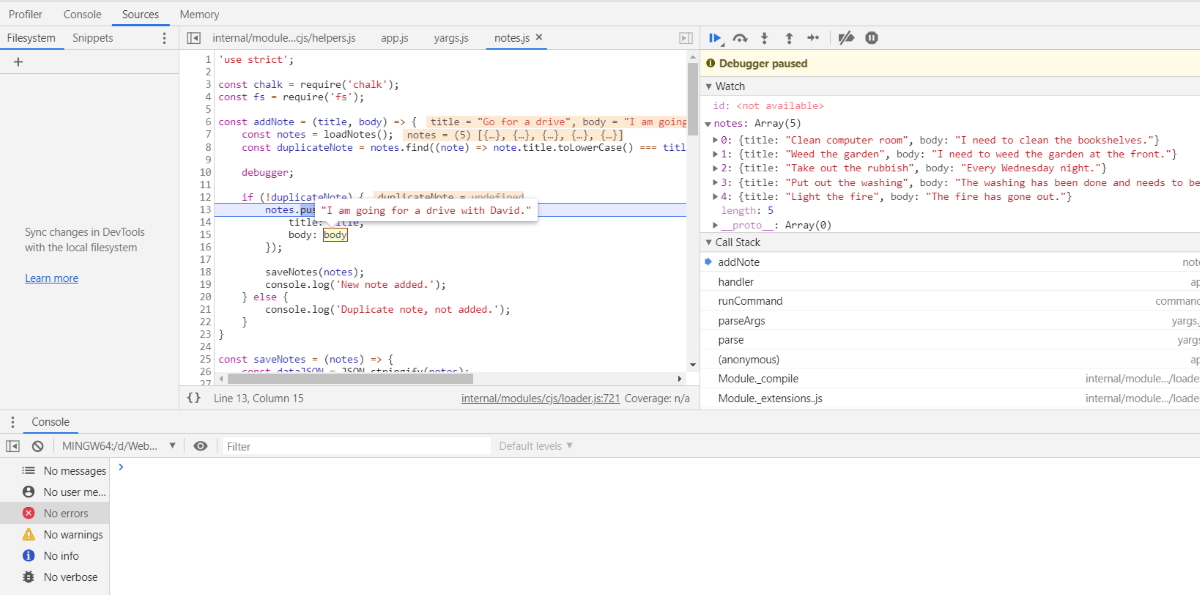 Profiler Console Sources Memory
Filesystem Snippets
internal/module...cjs/helpers.js app.js yargs.js notes.js ×
+
Sync changes in DevTools
with the local filesystem
Learn more
1 'use strict';
2
3 const chalk = require('chalk');
4 const fs = require('fs');
5
6 const addNote = (title, body) => { title = "Go for a drive", body = "I am going
7 const notes = loadNotes(); notes = (5) [{…}, {…}, {…}, {…}, {…}]
8 const duplicateNote = notes.find((note) => note.title.toLowerCase() === titl
9
10 debugger;
11
12 if (!duplicateNote) { duplicateNote = undefined
13 notes.pus "I am going for a drive with David."
14 title: title,
15 body: body
16 });
17
18 saveNotes(notes);
19 console.log('New note added.');
20 } else {
21 console.log('Duplicate note, not added.');
22 }
23 }
24
25 const saveNotes = (notes) => {
26 const dataJSON = JSON.stringify(notes);
27
{} Line 13, Column 15 internal/modules/cjs/loader.js:721 Coverage: n/a
Debugger paused
Watch
id: <not available>
notes: Array(5)
0: {title: "Clean computer room", body: "I need to clean the bookshelves."}
1: {title: "Weed the garden", body: "I need to weed the garden at the front."}
2: {title: "Take out the rubbish", body: "Every Wednesday night."}
3: {title: "Put out the washing", body: "The washing has been done and needs to be
4: {title: "Light the fire", body: "The fire has gone out."}
length: 5
__proto__: Array(0)
Call Stack
addNote note
handler ap
runCommand command
parseArgs yargs.
parse yargs
(anonymous) ap
Module._compile internal/module.../loade
Module._extensions..js internal/module.../loade
Console
MINGW64:/d/Web... Filter Default levels
No messages
No user me...
No errors
No warnings
No info
No verbose